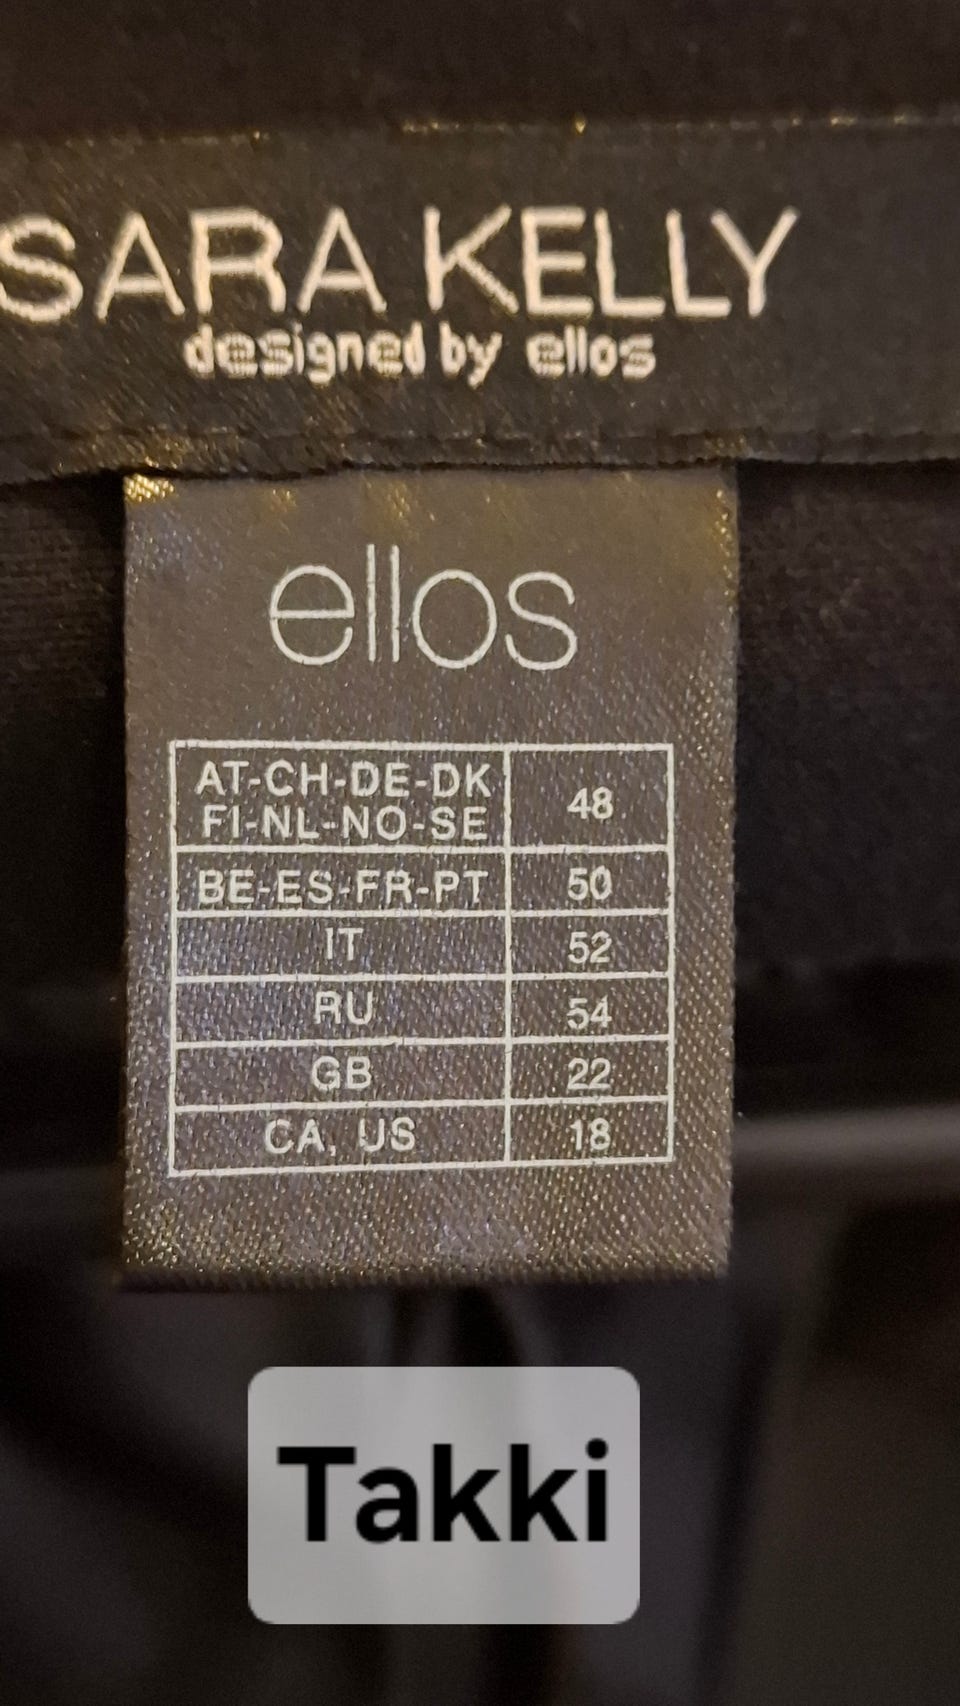 SARA KELLY
designed by ellos
ellos
AT-CH-DE-DK
FI-NL-NO-SE 48
BE-ES-FR-PT 50
IT 52
RU 54
GB 22
CA, US 18
Takki